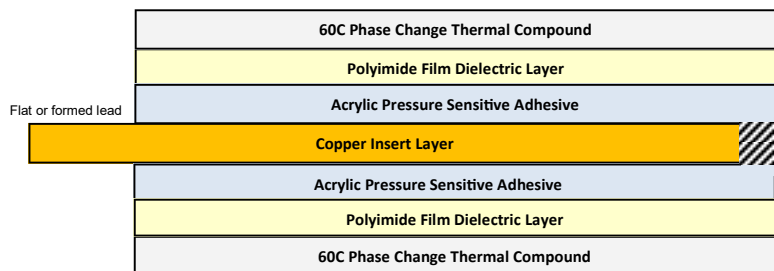 60C Phase Change Thermal Compound
Polyimide Film Dielectric Layer
Acrylic Pressure Sensitive Adhesive
Flat or formed lead
Copper Insert Layer
Acrylic Pressure Sensitive Adhesive
Polyimide Film Dielectric Layer
60C Phase Change Thermal Compound